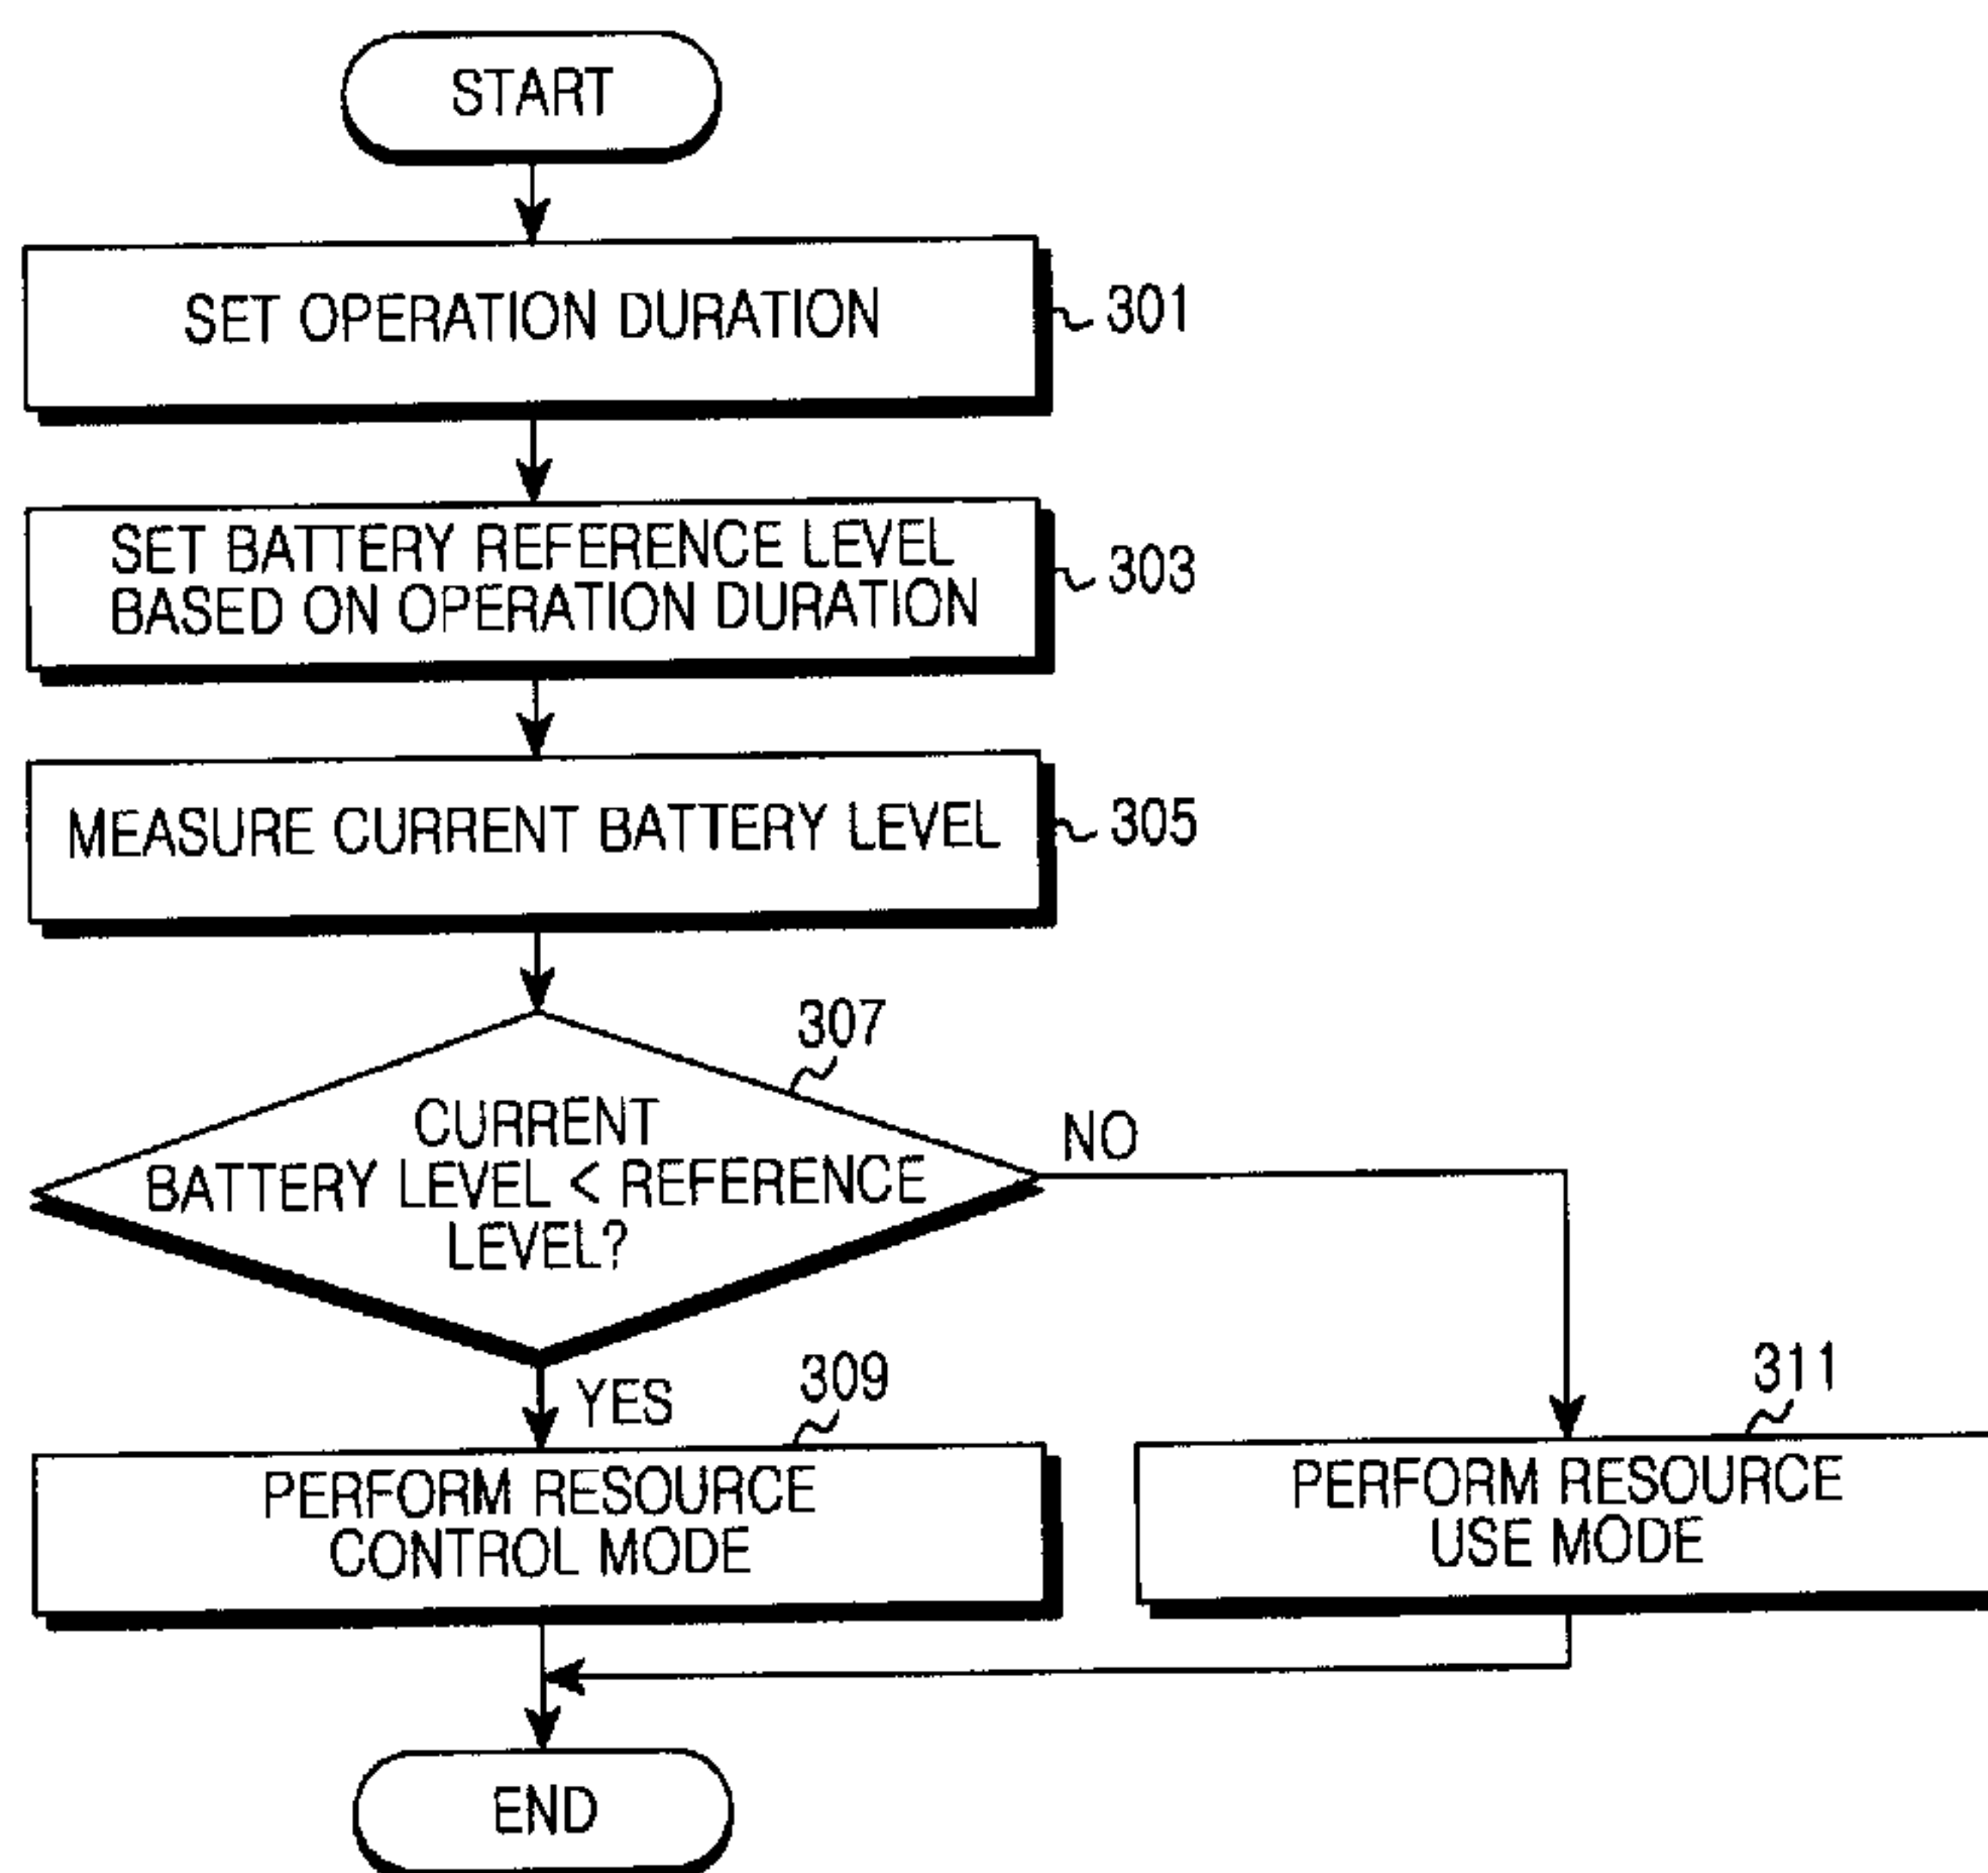 START
SET OPERATION DURATION
301
SET BATTERY REFERENCE LEVEL
BASED ON OPERATION DURATION
303
MEASURE CURRENT BATTERY LEVEL
305
307
CURRENT
BATTERY LEVEL < REFERENCE
LEVEL?
NO
YES
309
PERFORM RESOURCE
CONTROL MODE
311
PERFORM RESOURCE
USE MODE
END